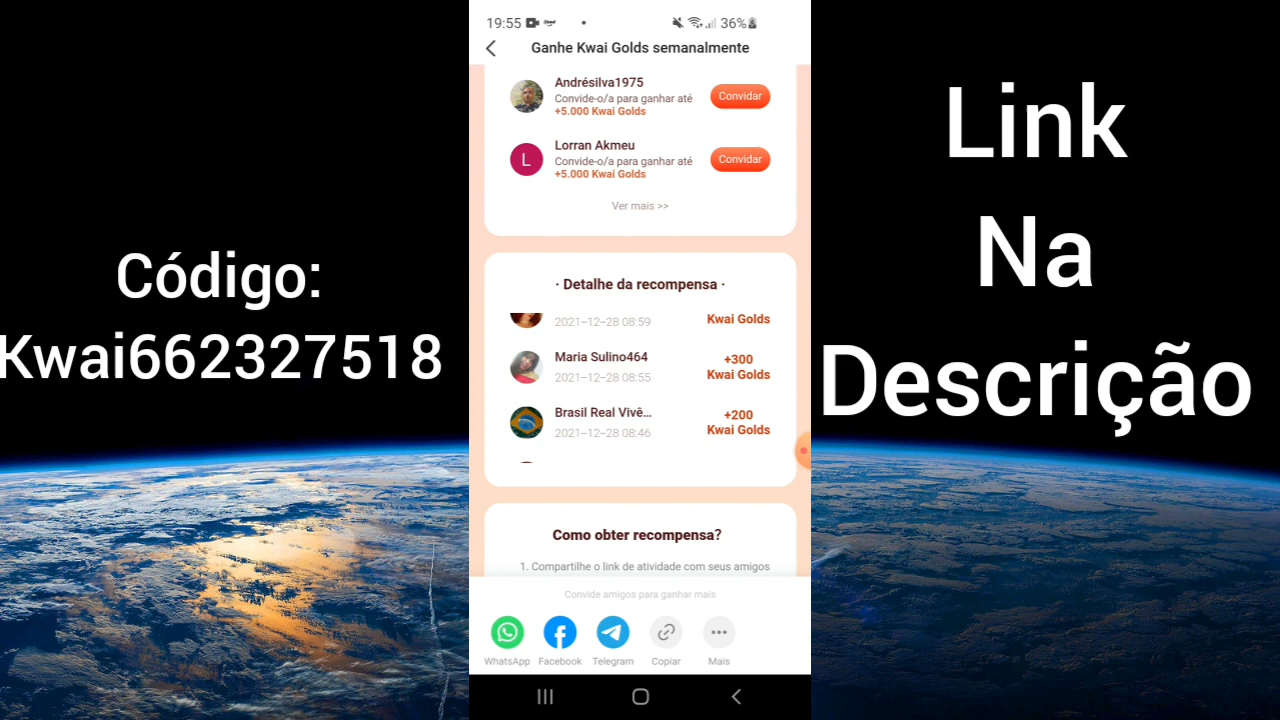 Código:
Kwai662327518
19:55
36%
Ganhe Kwai Golds semanalmente
Andrésilva1975
Convide-o/a para ganhar até
+5.000 Kwai Golds
Convidar
L
Lorran Akmeu
Convide-o/a para ganhar até
+5.000 Kwai Golds
Convidar
Ver mais >>
· Detalhe da recompensa ·
2021-12-28 08:59
Kwai Golds
Maria Sulino464
2021-12-28 08:55
+300
Kwai Golds
Brasil Real Vivê...
2021-12-28 08:46
+200
Kwai Golds
Como obter recompensa?
1. Compartilhe o link de atividade com seus amigos
Convide amigos para ganhar mais
WhatsApp
Facebook
Telegram
Copiar
Mais
Link
Na
Descrição